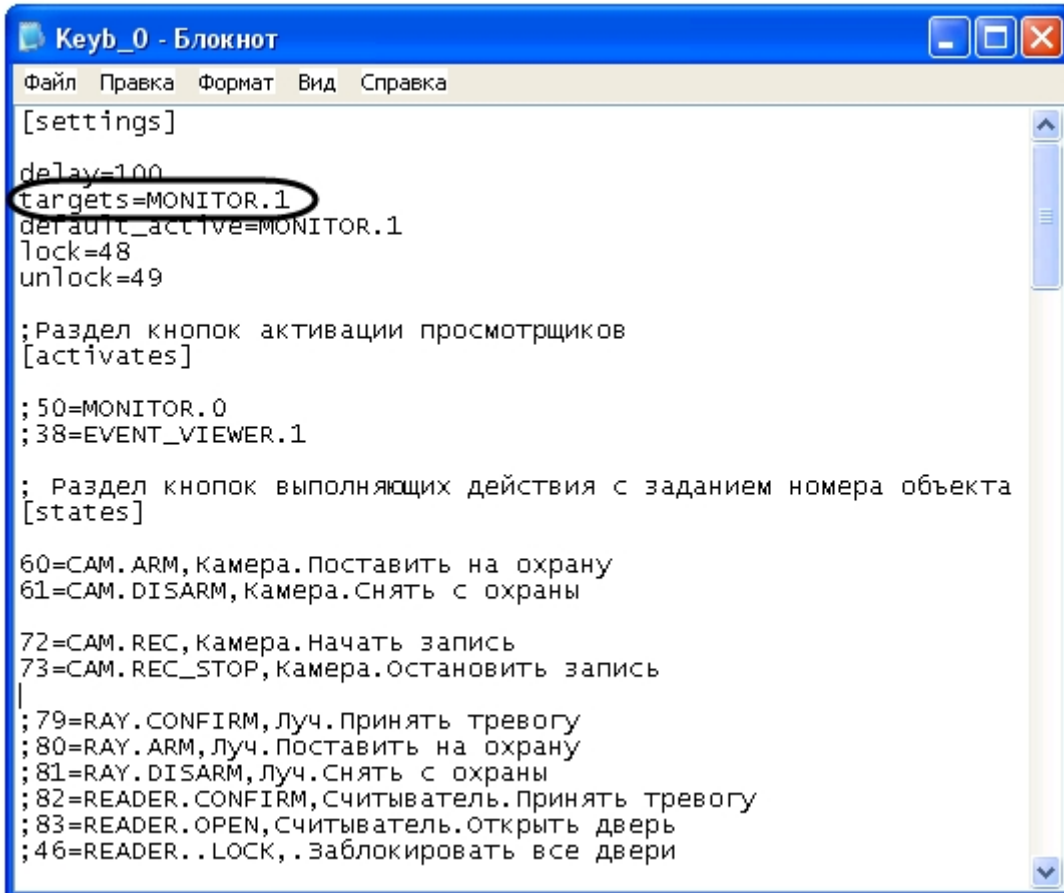 Keyb_0 - Блокнот
Файл Правка Формат Вид Справка
[settings]
delay=100
targets=MONITOR.1
default_active=MONITOR.1
lock=48
unlock=49
;Раздел кнопок активации просмотрщиков
[activates]
;50=MONITOR.0
;38=EVENT_VIEWER.1
; Раздел кнопок выполняющих действия с заданием номера объекта
[states]
60=CAM.ARM,Камера.Поставить на охрану
61=CAM.DISARM,Камера.Снять с охраны
72=CAM.REC,Камера.Начать запись
73=CAM.REC_STOP,Камера.Остановить запись
;79=RAY.CONFIRM,Луч.Принять тревогу
;80=RAY.ARM,Луч.Поставить на охрану
;81=RAY.DISARM,Луч.Снять с охраны
;82=READER.CONFIRM,Считыватель.Принять тревогу
;83=READER.OPEN,Считыватель.Открыть дверь
;46=READER..LOCK,.Заблокировать все двери